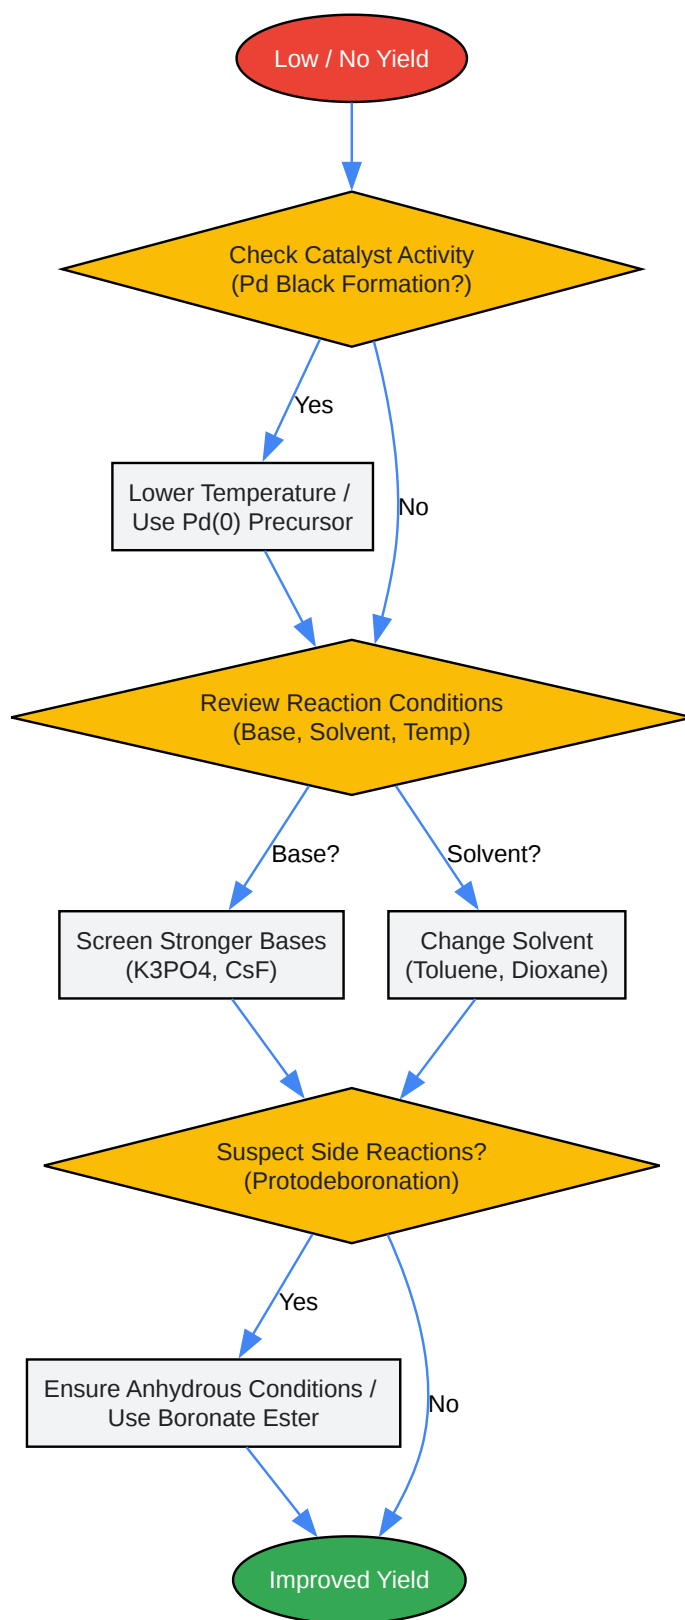 Low / No Yield
Check Catalyst Activity
(Pd Black Formation?)
Yes
Lower Temperature /
Use Pd(0) Precursor
No
Review Reaction Conditions
(Base, Solvent, Temp)
Base?
Solvent?
Screen Stronger Bases
(K3PO4, CsF)
Change Solvent
(Toluene, Dioxane)
Suspect Side Reactions?
(Protodeboronation)
Yes
Ensure Anhydrous Conditions /
Use Boronate Ester
No
Improved Yield